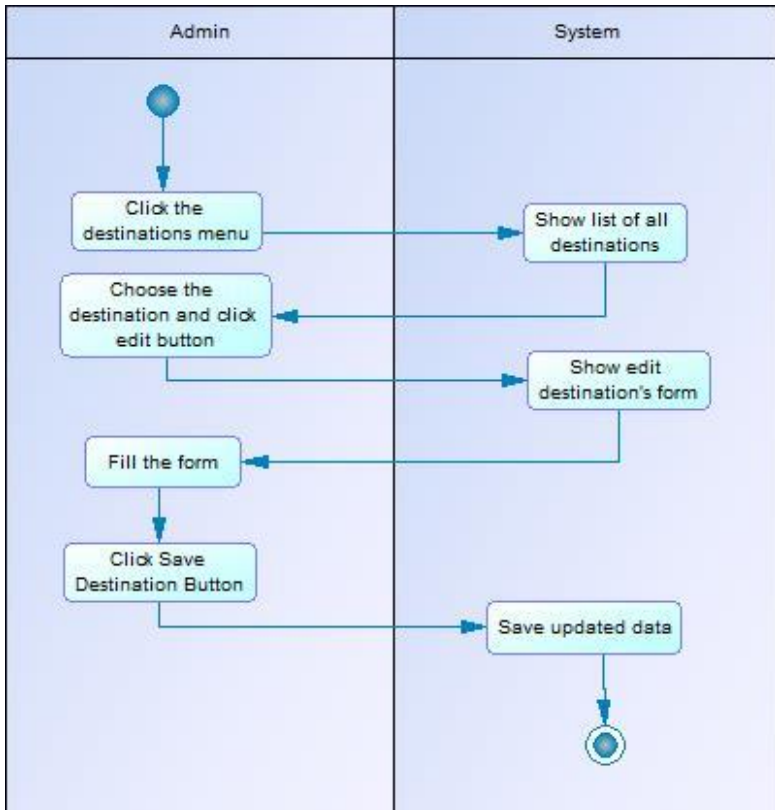 Admin
System
Click the
destinations menu
Show list of all
destinations
Choose the
destination and click
edit button
Show edit
destination's form
Fill the form
Click Save
Destination Button
Save updated data